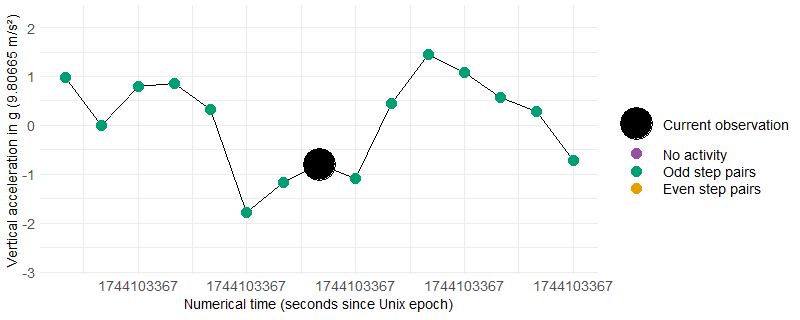 Vertical acceleration in g (9.80665 m/s²)
2
1
0
-1
-2
-3
1744103367 1744103367 1744103367 1744103367 1744103367
Numerical time (seconds since Unix epoch)
Current observation
No activity
Odd step pairs
Even step pairs